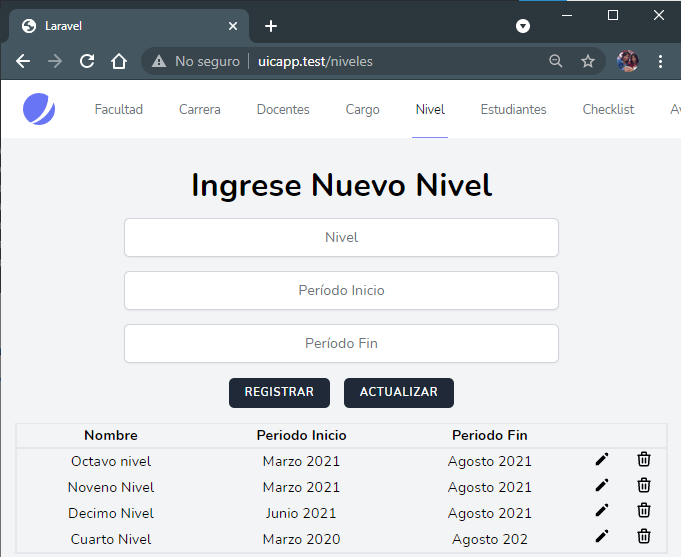 Laravel
No seguro uicapp.test/niveles
Facultad Carrera Docentes Cargo Nivel Estudiantes Checklist
Ingrese Nuevo Nivel
Nivel
Período Inicio
Período Fin
REGISTRAR ACTUALIZAR
Nombre Periodo Inicio Periodo Fin
Octavo nivel Marzo 2021 Agosto 2021
Noveno Nivel Marzo 2021 Agosto 2021
Decimo Nivel Junio 2021 Agosto 2021
Cuarto Nivel Marzo 2020 Agosto 202